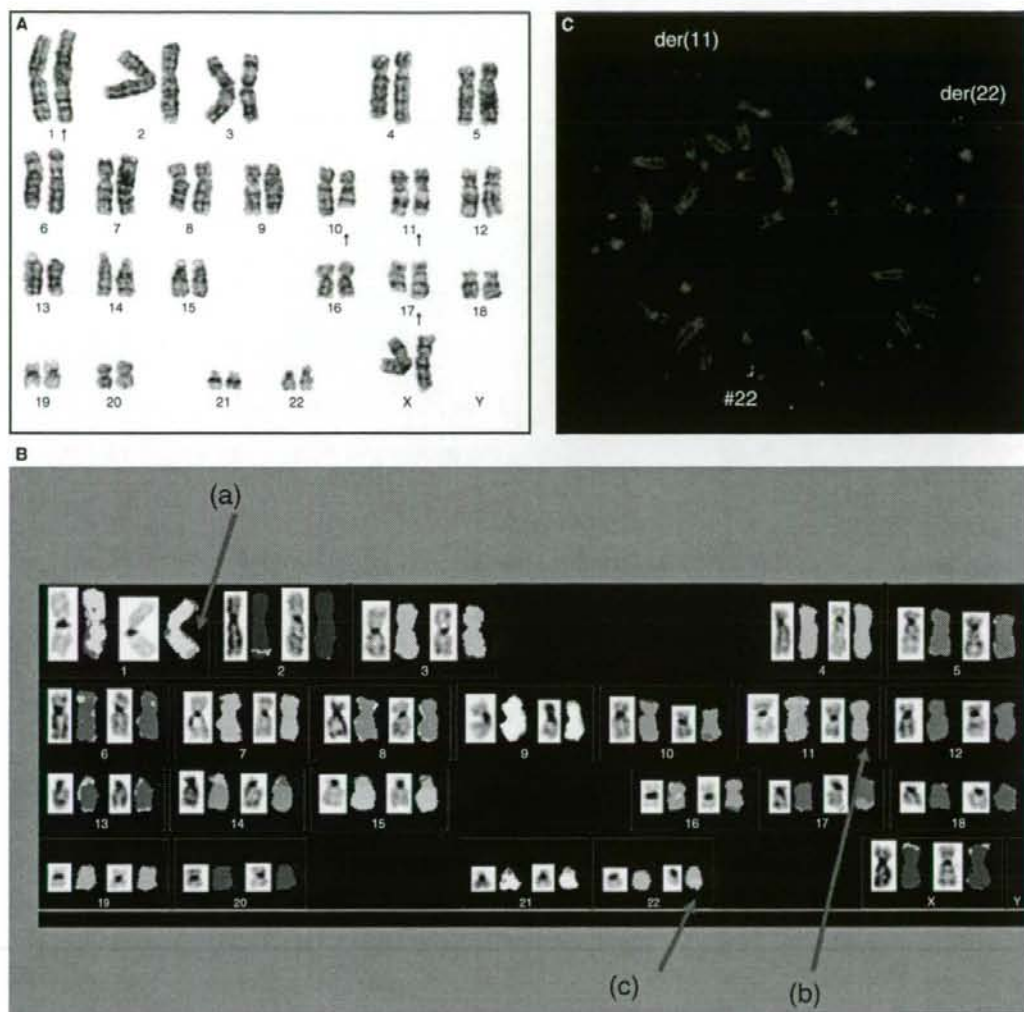 A
1 ↑ 2 3 4 5
6 7 8 9 10 ↑ 11 ↑ 12
13 14 15 16 17 ↑ 18
19 20 21 22 X Y
C
der(11)
der(22)
#22
B
(a)
1 2 3 4 5
6 7 8 9 10 11 12
13 14 15 16 17 18
19 20 21 22 X Y
(c) (b)